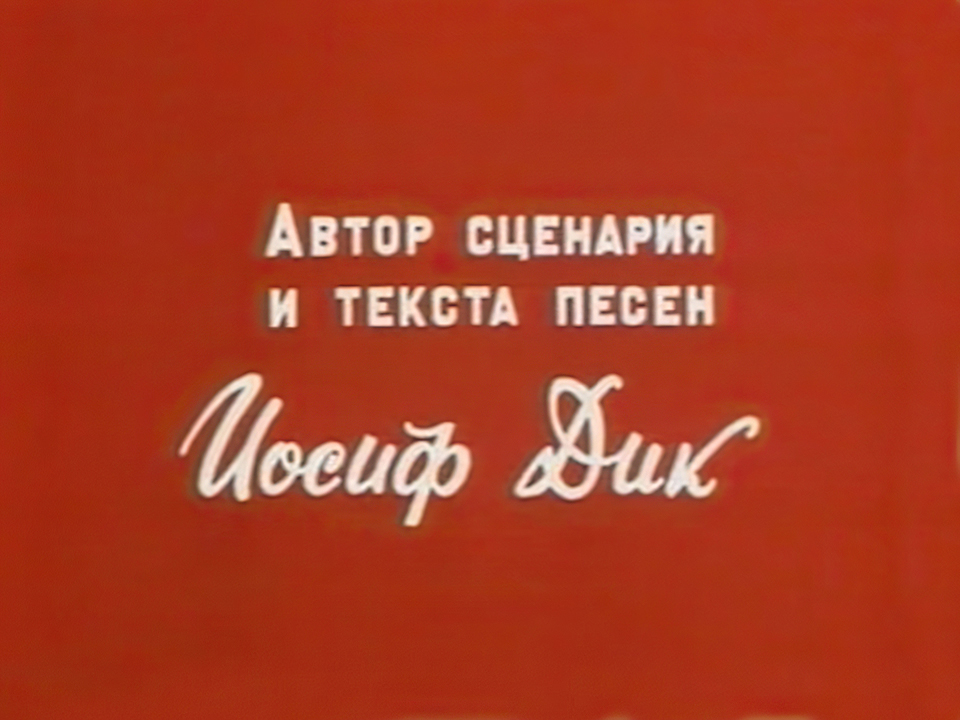 Автор сценария
и текста песен
Иосиф Дик